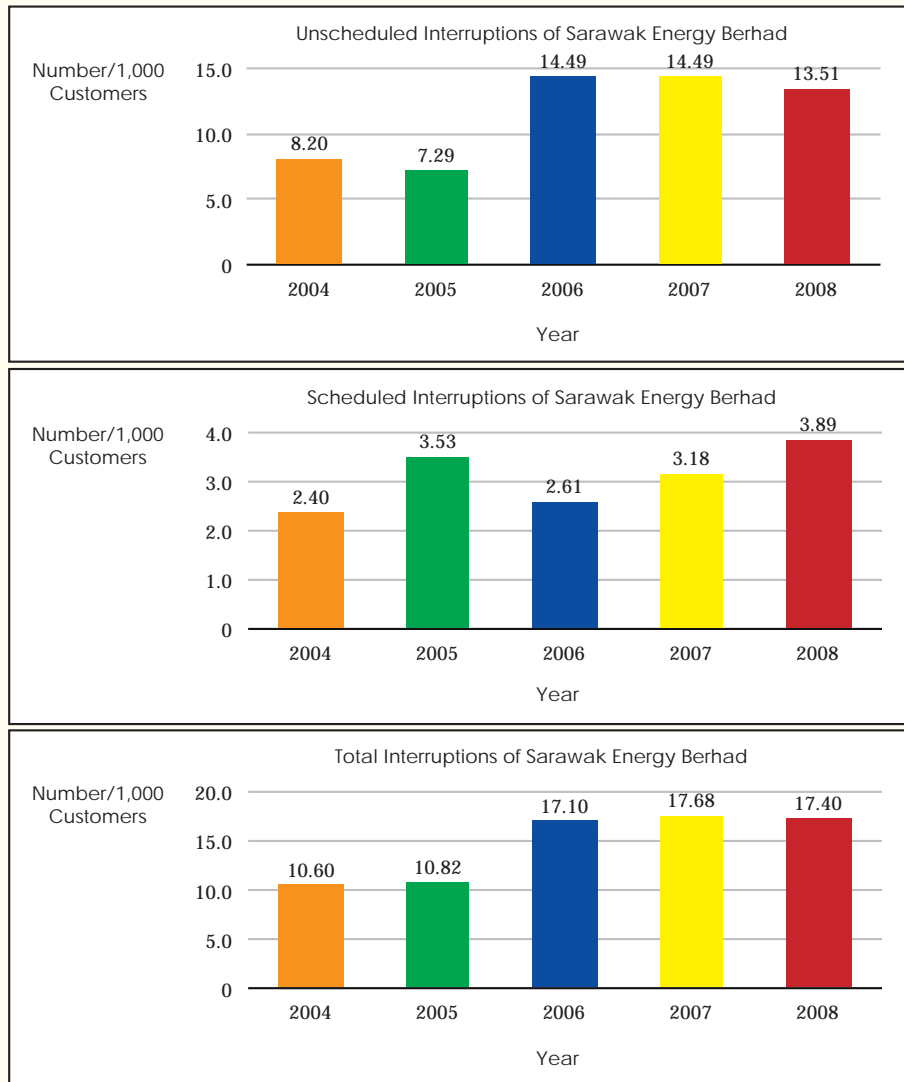 Unscheduled Interruptions of Sarawak Energy Berhad
Number/1,000
Customers
15.0
10.0
5.0
0
8.20
7.29
14.49
14.49
13.51
2004 2005 2006 2007 2008
Year
Scheduled Interruptions of Sarawak Energy Berhad
Number/1,000
Customers
4.0
3.0
2.0
1.0
0
2.40
3.53
2.61
3.18
3.89
2004 2005 2006 2007 2008
Year
Total Interruptions of Sarawak Energy Berhad
Number/1,000
Customers
20.0
15.0
10.0
5.0
0
10.60
10.82
17.10
17.68
17.40
2004 2005 2006 2007 2008
Year